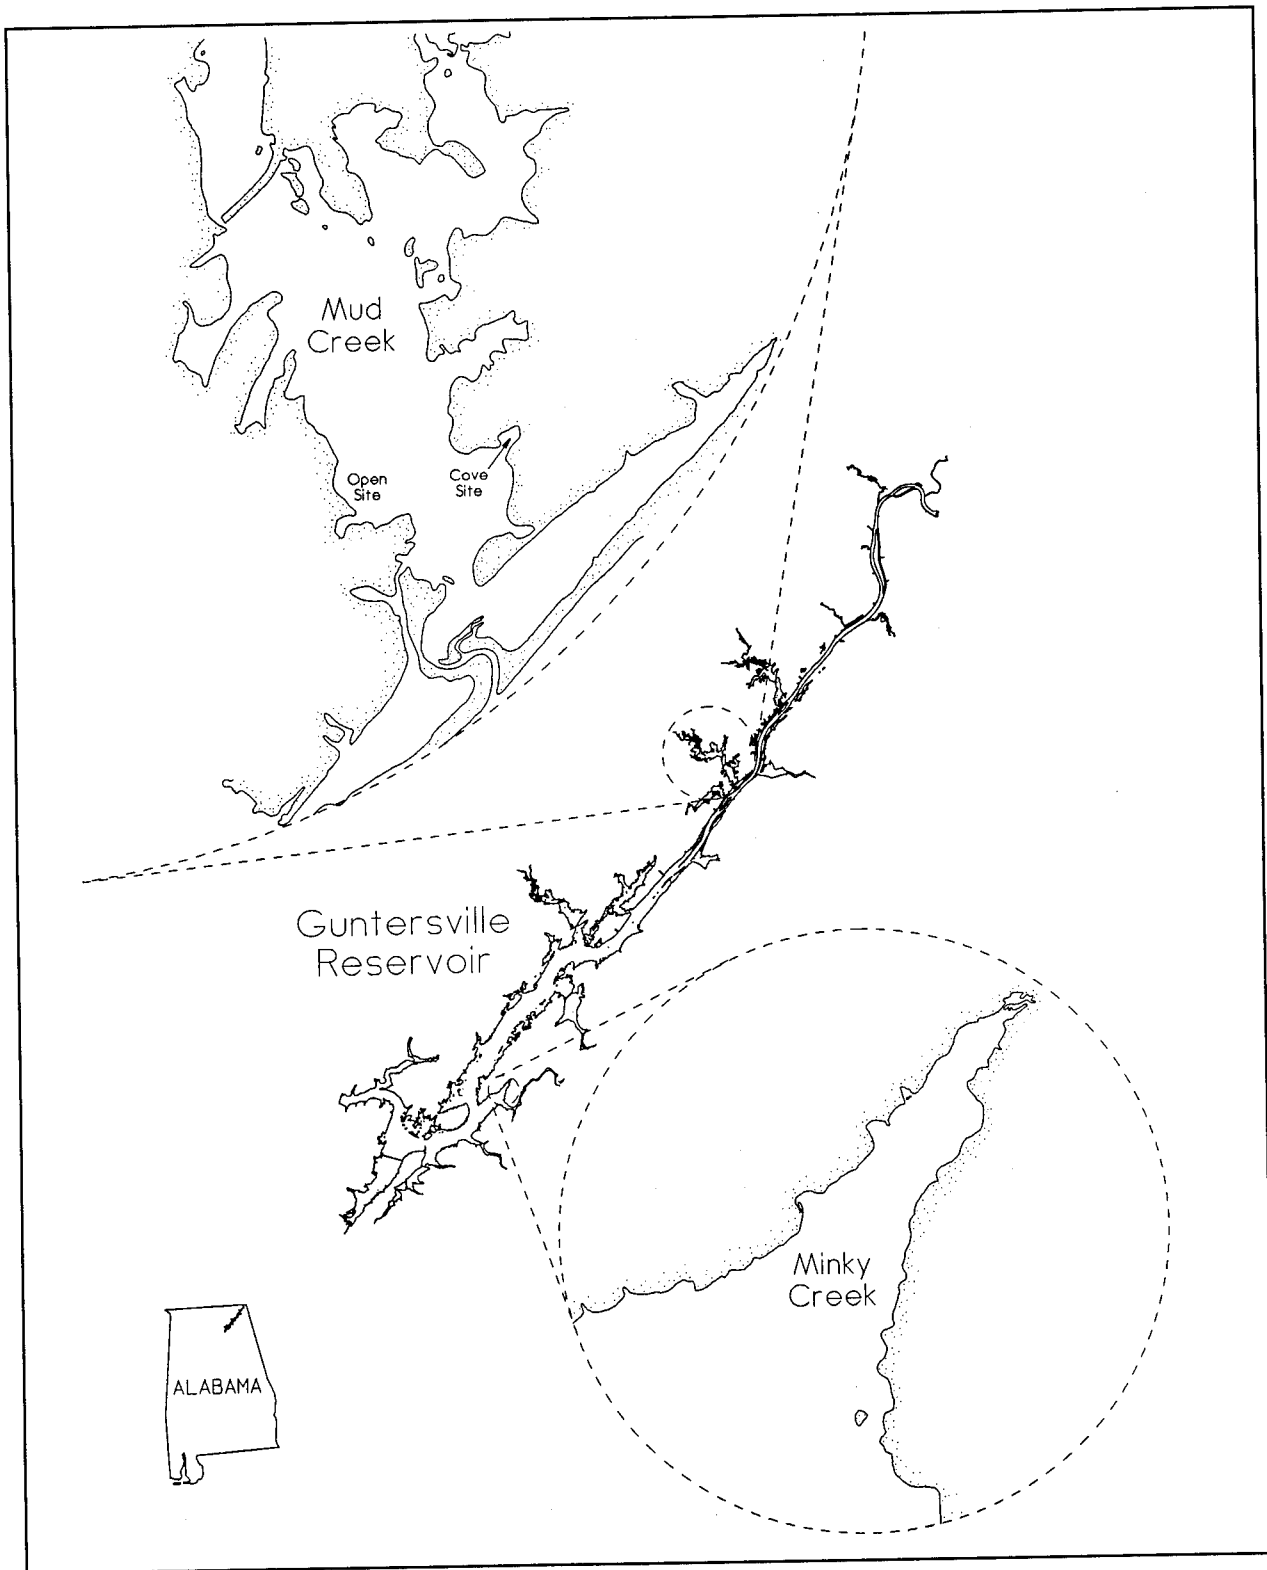 Mud
Creek
Open
Site
Cove
Site
Guntersville
Reservoir
Minky
Creek
ALABAMA